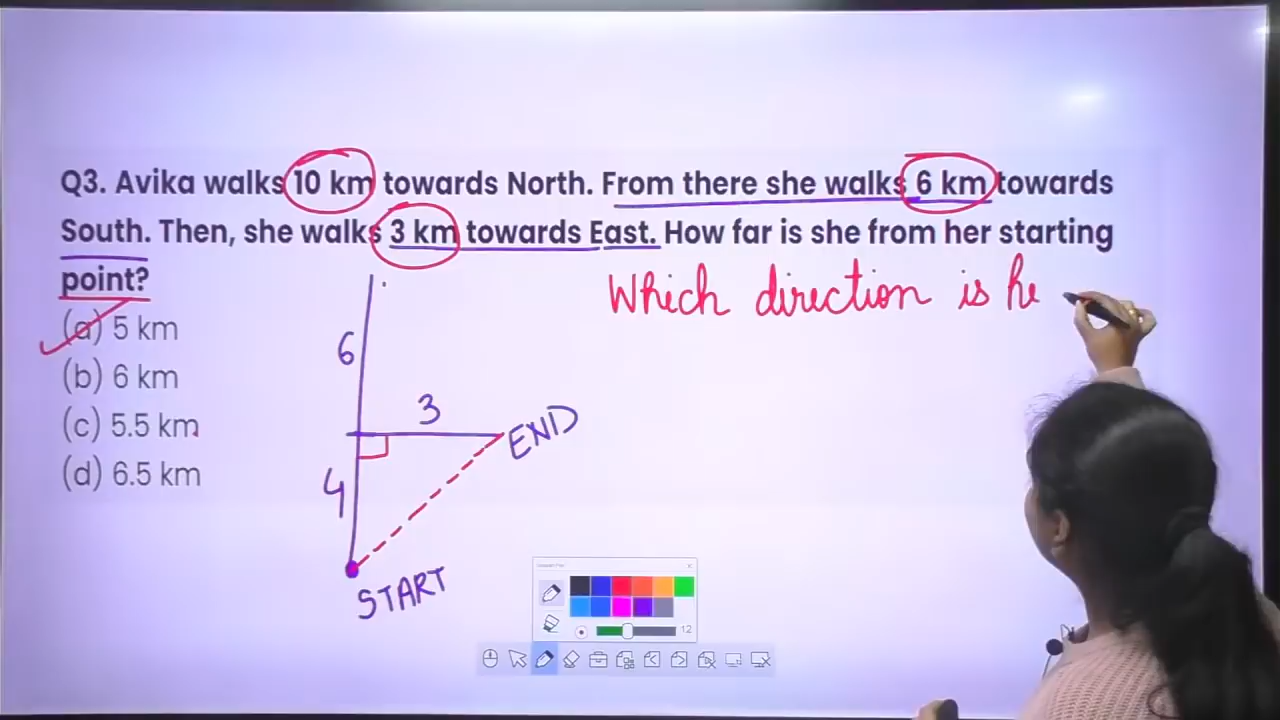 Q3. Avika walks 10 km towards North. From there she walks 6 km towards
South. Then, she walks 3 km towards East. How far is she from her starting
point?
Which direction is he
(a) 5 km
(b) 6 km
(c) 5.5 km
(d) 6.5 km
6
3
END
4
START
12